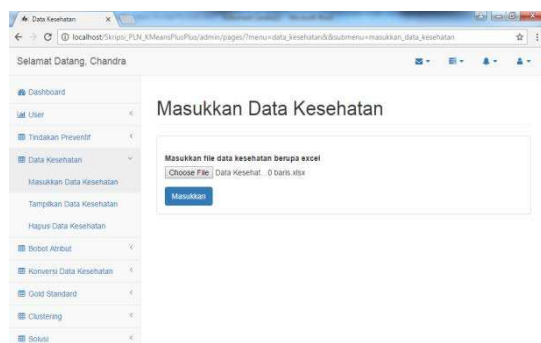 Data Kesehatan
localhost/Skripsi_PLN_KMeansPlusPlus/admin/pages/?menu=data_kesehatan&submenu=masukkan_data_kesehatan
Selamat Datang, Chandra
Dashboard
User
Tindakan Preventif
Data Kesehatan
Masukkan Data Kesehatan
Tampilkan Data Kesehatan
Hapus Data Kesehatan
Bobot Atribut
Konversi Data Kesehatan
Gold Standard
Clustering
Solusi
Masukkan Data Kesehatan
Masukkan file data kesehatan berupa excel
Choose File Data Kesehat...0 baris.xlsx
Masukkan